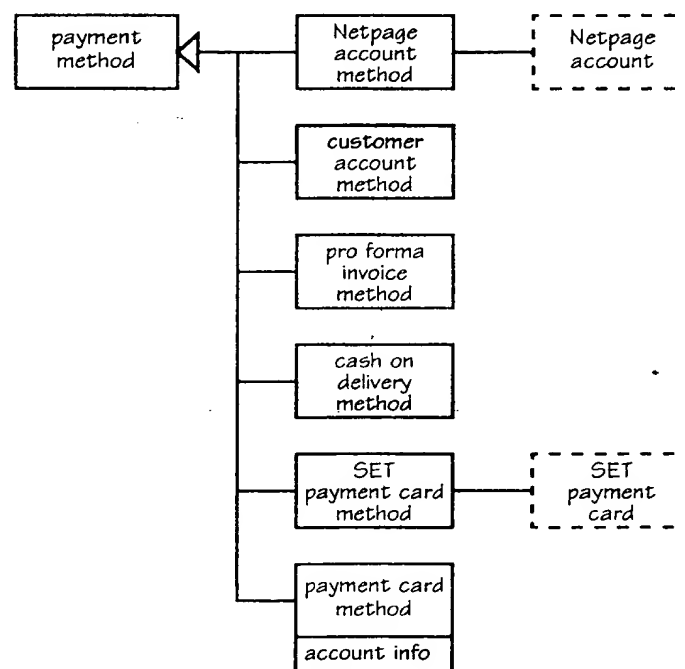 payment
method
Netpage
account
method
Netpage
account
customer
account
method
pro forma
invoice
method
cash on
delivery
method
SET
payment card
method
SET
payment
card
payment card
method
account info